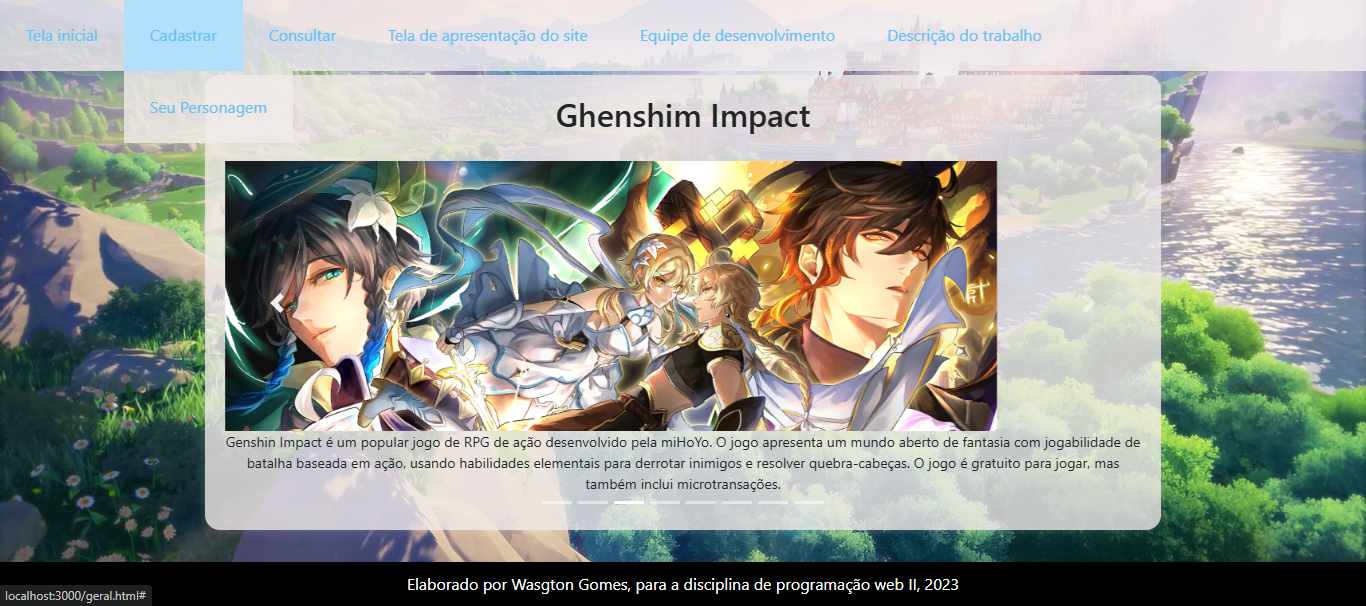 Tela inicial Cadastrar Consultar Tela de apresentação do site Equipe de desenvolvimento Descrição do trabalho
Seu Personagem
Ghenshim Impact
Genshin Impact é um popular jogo de RPG de ação desenvolvido pela miHoYo. O jogo apresenta um mundo aberto de fantasia com jogabilidade de
batalha baseada em ação, usando habilidades elementais para derrotar inimigos e resolver quebra-cabeças. O jogo é gratuito para jogar, mas
também inclui microtransações.
Elaborado por Wasgton Gomes, para a disciplina de programação web II, 2023
localhost:3000/geral.html#